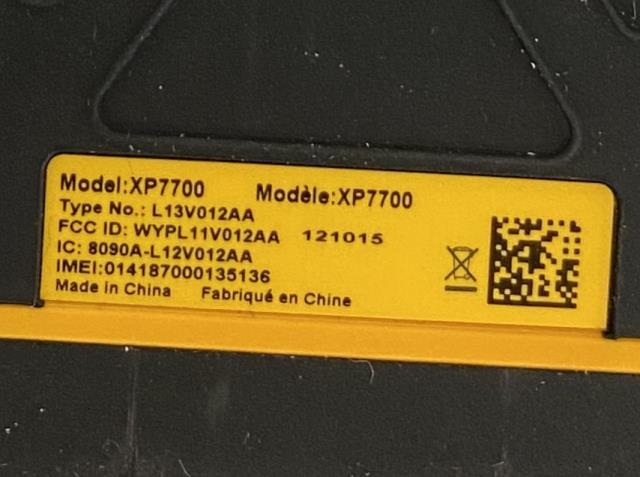 Model:XP7700 Modèle:XP7700
Type No.: L13V012AA
FCC ID: WYPL11V012AA 121015
IC: 8090A-L12V012AA
IMEI:014187000135136
Made in China Fabriqué en Chine